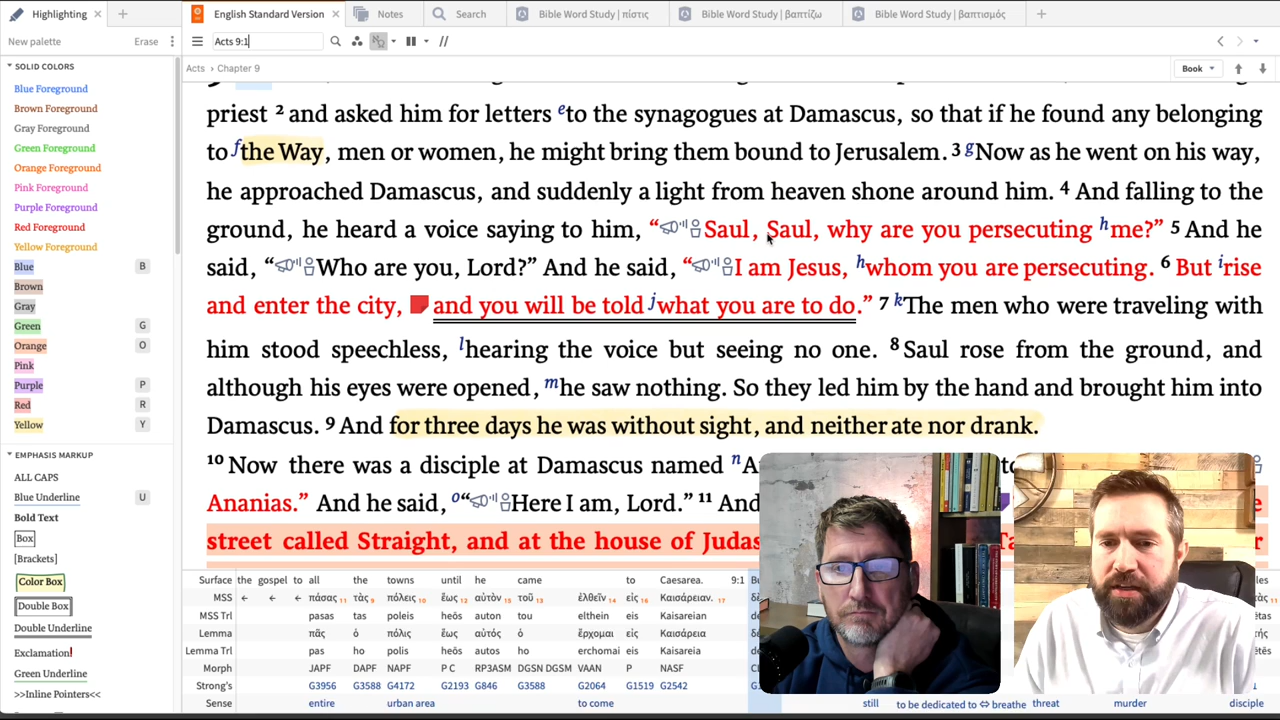 Highlighting
English Standard Version
Notes
Search
Bible Word Study | πίστις
Bible Word Study | βαπτίζω
Bible Word Study | βαπτισμός
New palette
Erase
Acts 9:1
Acts › Chapter 9
Book
SOLID COLORS
Blue Foreground
Brown Foreground
Gray Foreground
Green Foreground
Orange Foreground
Pink Foreground
Purple Foreground
Red Foreground
Yellow Foreground
Blue B
Brown
Gray
Green G
Orange O
Pink
Purple P
Red R
Yellow Y
EMPHASIS MARKUP
ALL CAPS
Blue Underline U
Bold Text
Box
[Brackets]
Color Box
Double Box
Double Underline
Exclamation!
Green Underline
>>Inline Pointers<<
priest 2 and asked him for letters e to the synagogues at Damascus, so that if he found any belonging
to f the Way, men or women, he might bring them bound to Jerusalem. 3 g Now as he went on his way,
he approached Damascus, and suddenly a light from heaven shone around him. 4 And falling to the
ground, he heard a voice saying to him, “Saul, Saul, why are you persecuting h me?” 5 And he
said, “Who are you, Lord?” And he said, “I am Jesus, h whom you are persecuting. 6 But i rise
and enter the city, and you will be told j what you are to do.” 7 k The men who were traveling with
him stood speechless, l hearing the voice but seeing no one. 8 Saul rose from the ground, and
although his eyes were opened, m he saw nothing. So they led him by the hand and brought him into
Damascus. 9 And for three days he was without sight, and neither ate nor drank.
10 Now there was a disciple at Damascus named n A
Ananias.” And he said, o “Here I am, Lord.” 11 And
street called Straight, and at the house of Judas
Surface the gospel to all the towns until he came to Caesarea. 9:1
MSS ← ← ← πάσας 11 τὰς 9 πόλεις 10 ἕως 12 αὐτὸν 15 τοῦ 13 ἐλθεῖν 14 εἰς 16 Καισάρειαν. 17
MSS Trl pasas tas poleis heōs auton tou elthein eis Kaisareian
Lemma πᾶς ὁ πόλις ἕως αὐτός ὁ ἔρχομαι εἰς Καισάρεια
Lemma Trl pas ho polis heōs autos ho erchomai eis Kaisareia
Morph JAPF DAPF NAPF P C RP3ASM DGSN DGSM VAAN P NASF
Strong's G3956 G3588 G4172 G2193 G846 G3588 G2064 G1519 G2542
Sense entire urban area to come still to be dedicated to ⇔ breathe threat murder disciple